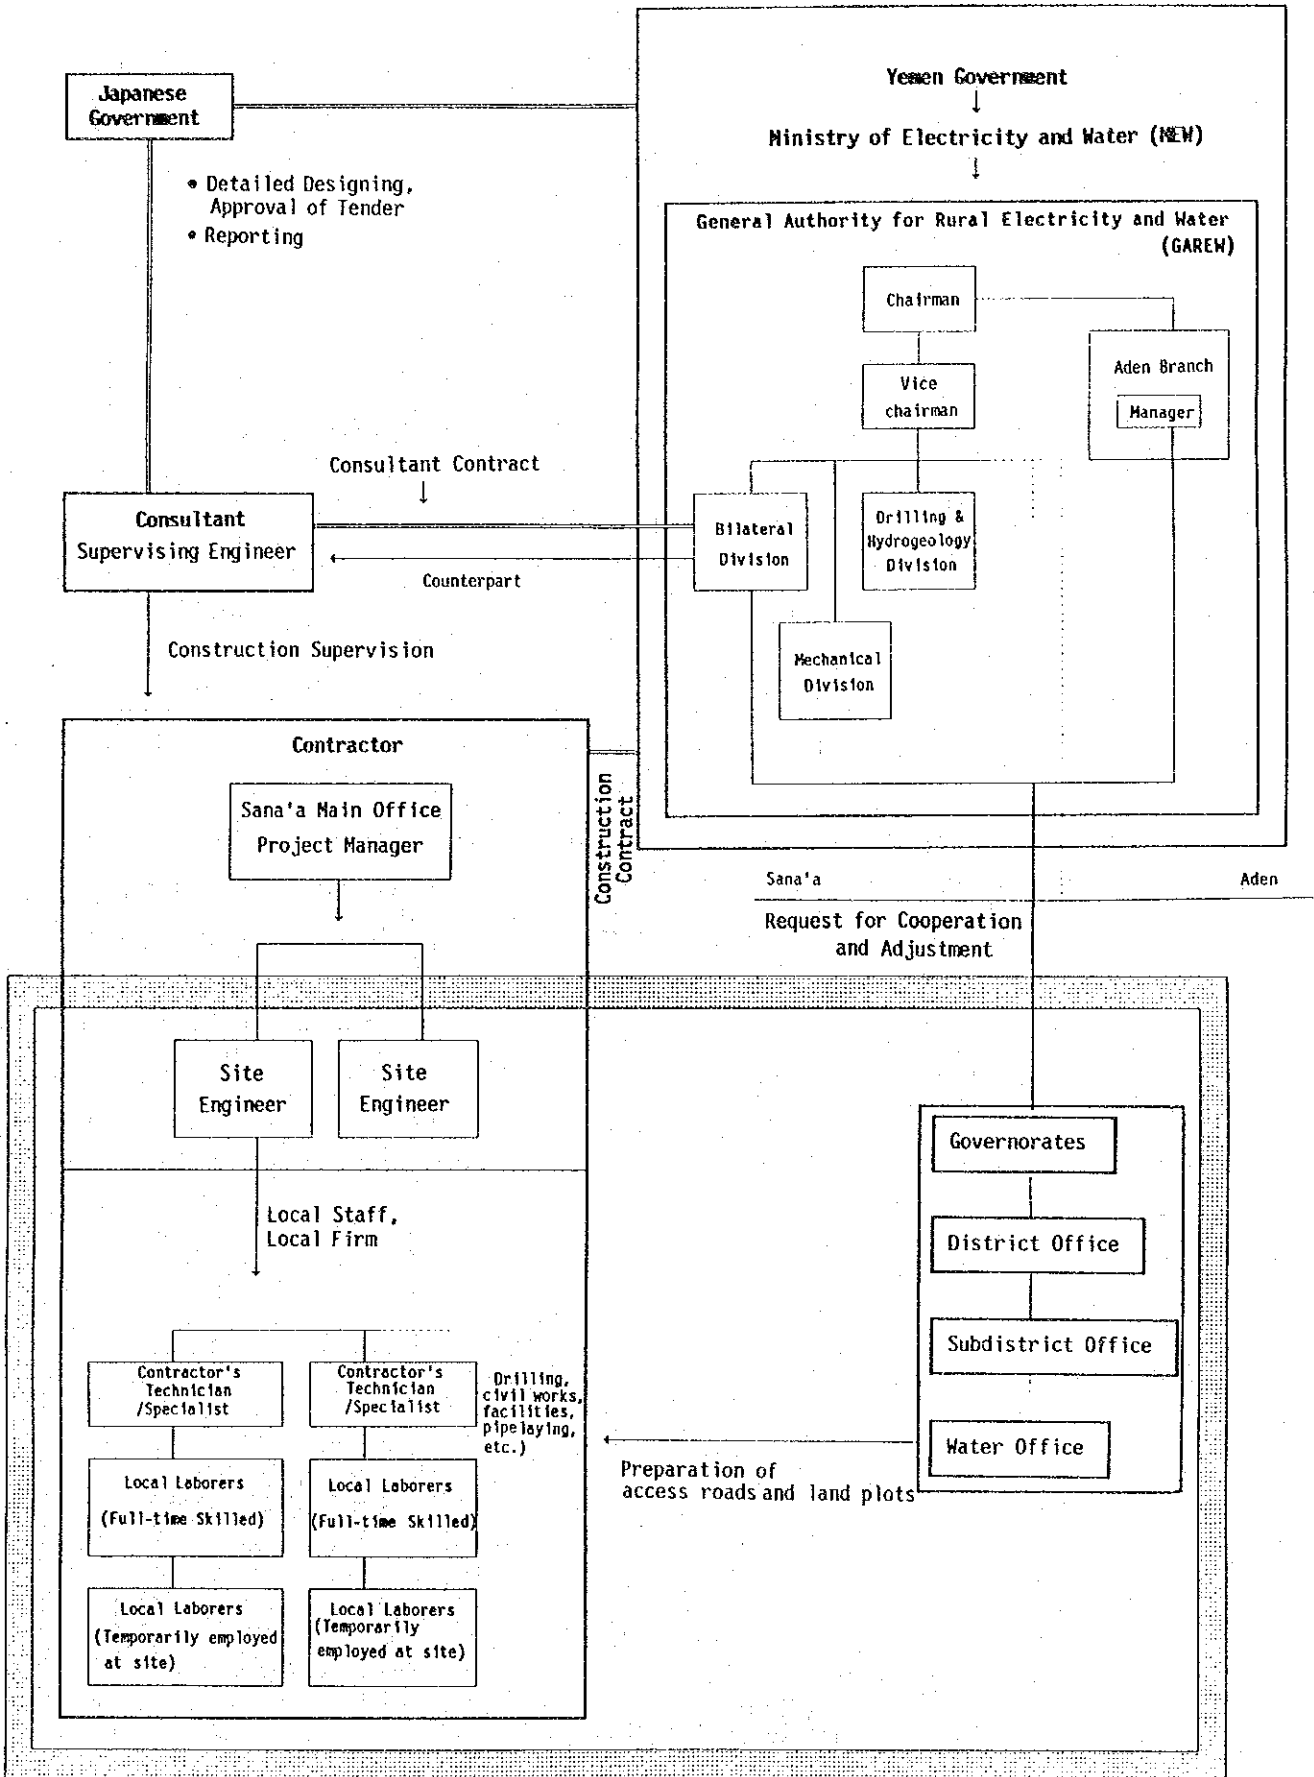 Japanese
Government
• Detailed Designing,
Approval of Tender
• Reporting
Yemen Government
Ministry of Electricity and Water (MEW)
General Authority for Rural Electricity and Water
(GAREW)
Chairman
Vice
chairman
Aden Branch
Manager
Consultant Contract
Consultant
Supervising Engineer
Counterpart
Bilateral
Division
Drilling &
Hydrogeology
Division
Mechanical
Division
Construction Supervision
Contractor
Sana'a Main Office
Project Manager
Construction
Contract
Sana'a
Aden
Request for Cooperation
and Adjustment
Site
Engineer
Site
Engineer
Local Staff,
Local Firm
Governorates
District Office
Subdistrict Office
Water Office
Contractor's
Technician
/Specialist
Contractor's
Technician
/Specialist
Drilling,
civil works,
facilities,
pipelaying,
etc.)
Preparation of
access roads and land plots
Local Laborers
(Full-time Skilled)
Local Laborers
(Full-time Skilled)
Local Laborers
(Temporarily employed
at site)
Local Laborers
(Temporarily
employed at site)